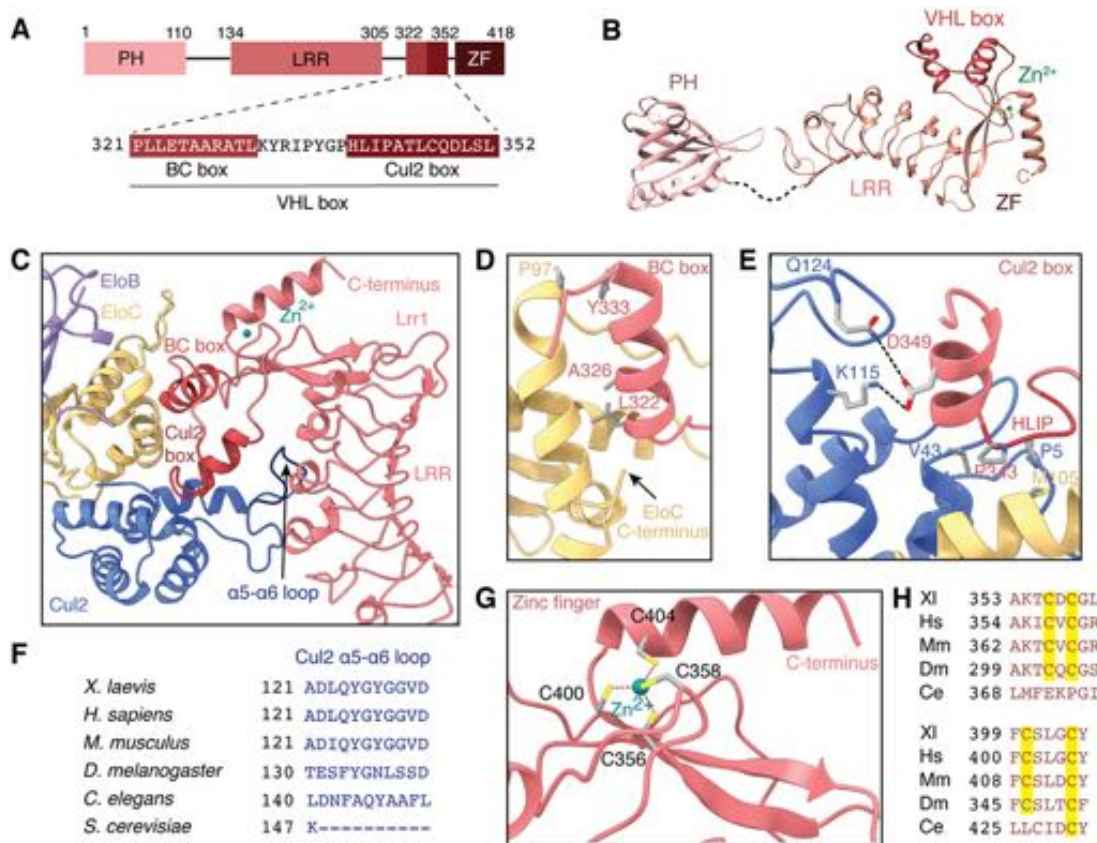 A
1 110 134 305 322 352 418
PH LRR ZF
321 PLLETAARATLKYRIPYGPHLIPATLCQDLSL 352
BC box Cul2 box
VHL box
B
VHL box
Zn2+
PH
LRR
ZF
C
EloB
EloC
C-terminus
Zn2+
Lrr1
BC box
Cul2
box
LRR
Cul2
α5-α6 loop
D
P97
BC box
Y333
A326
L322
EloC
C-terminus
E
Q124
Cul2 box
D349
K115
HLIP
V43
P5
P343
M105
F
Cul2 α5-α6 loop
X. laevis 121 ADLQYGYGGVD
H. sapiens 121 ADLQYGYGGVD
M. musculus 121 ADIQYGYGGVD
D. melanogaster 130 TESFYGNLSSD
C. elegans 140 LDNFAQYAAFL
S. cerevisiae 147 K----------
G
Zinc finger
C404
C-terminus
C358
C400
Zn2+
C356
H
Xl 353 AKTCDCGL
Hs 354 AKICVCGR
Mm 362 AKTCVCGR
Dm 299 AKTCQCGS
Ce 368 LMFEKPGI
Xl 399 FCSLGCY
Hs 400 FCSLGCY
Mm 408 FCSLDCY
Dm 345 FCSLTCF
Ce 425 LLCIDCY